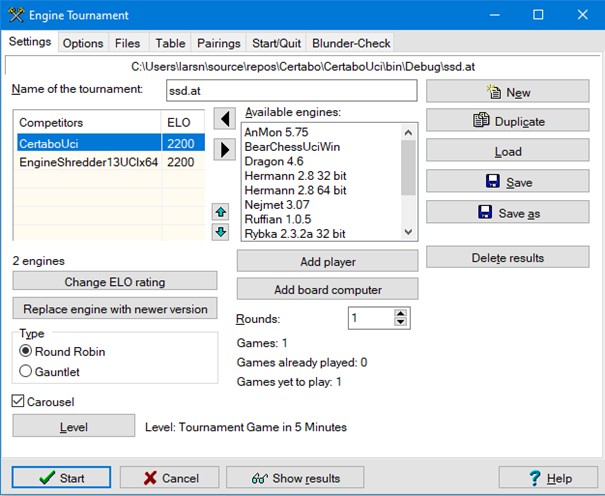 Engine Tournament
Settings Options Files Table Pairings Start/Quit Blunder-Check
C:\Users\larsn\source\repos\Certabo\CertaboUci\bin\Debug\ssd.at
Name of the tournament: ssd.at
New
Duplicate
Load
Save
Save as
Delete results
Competitors ELO
CertaboUci 2200
EngineShredder13UCIx64 2200
Available engines:
AnMon 5.75
BearChessUciWin
Dragon 4.6
Hermann 2.8 32 bit
Hermann 2.8 64 bit
Nejmet 3.07
Ruffian 1.0.5
Rybka 2.3.2a 32 bit
2 engines
Change ELO rating
Replace engine with newer version
Add player
Add board computer
Rounds: 1
Type
Round Robin
Gauntlet
Games: 1
Games already played: 0
Games yet to play: 1
Carousel
Level Level: Tournament Game in 5 Minutes
Start Cancel Show results Help